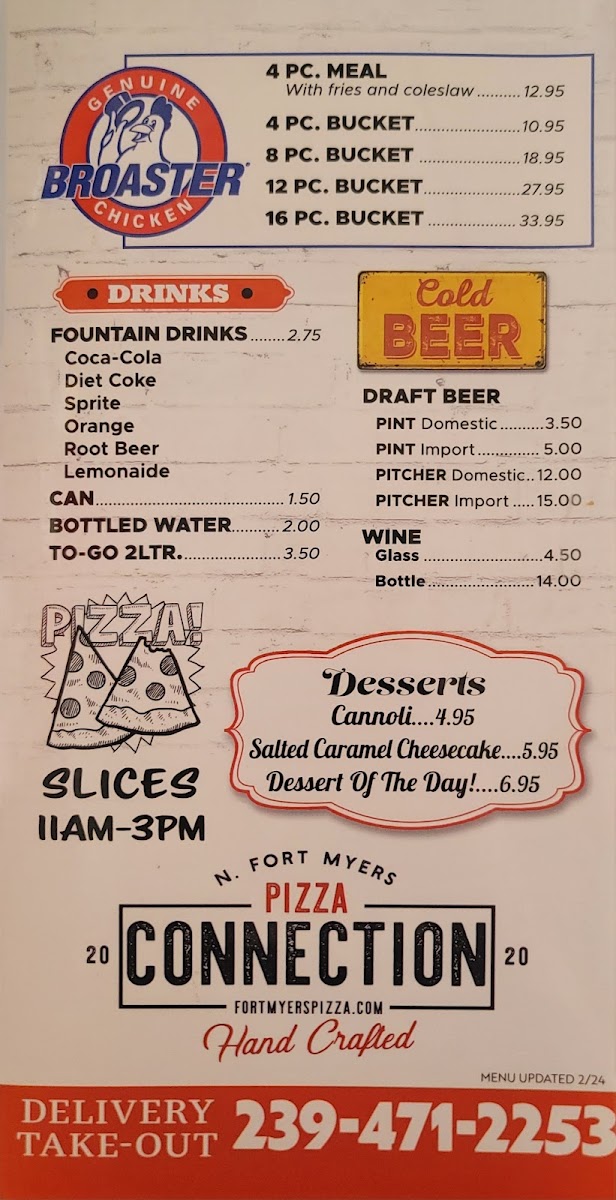 GENUINE
BROASTER
CHICKEN
4 PC. MEAL
With fries and coleslaw .......... 12.95
4 PC. BUCKET........................ 10.95
8 PC. BUCKET ....................... 18.95
12 PC. BUCKET...................... 27.95
16 PC. BUCKET .................... 33.95
• DRINKS •
FOUNTAIN DRINKS ........ 2.75
Coca-Cola
Diet Coke
Sprite
Orange
Root Beer
Lemonaide
CAN............................................ 1.50
BOTTLED WATER.................. 2.00
TO-GO 2LTR............................ 3.50
Cold
BEER
DRAFT BEER
PINT Domestic ..........3.50
PINT Import .............. 5.00
PITCHER Domestic.. 12.00
PITCHER Import ..... 15.00
WINE
Glass ...........................4.50
Bottle........................14.00
PIZZA!
SLICES
11AM-3PM
Desserts
Cannoli....4.95
Salted Caramel Cheesecake....5.95
Dessert Of The Day!....6.95
N. FORT MYERS
PIZZA
20 CONNECTION 20
FORTMYERSPIZZA.COM
Hand Crafted
MENU UPDATED 2/24
DELIVERY
TAKE-OUT
239-471-2253